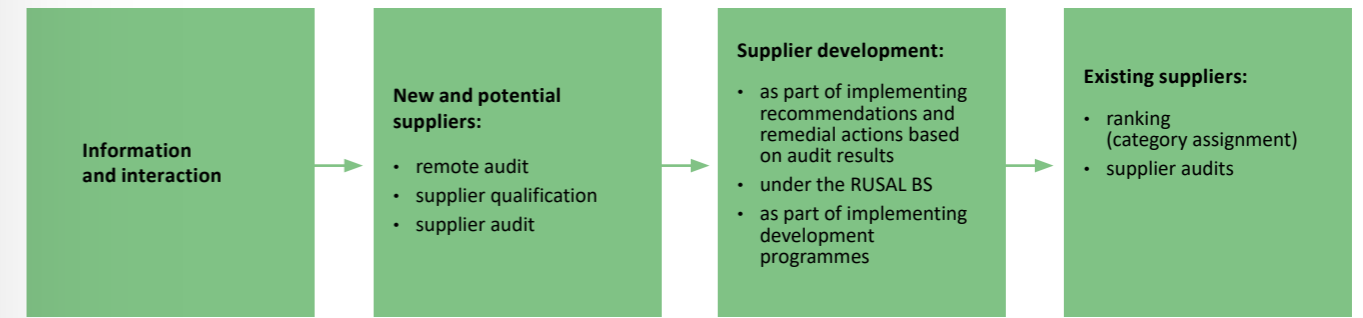 Information
and interaction
New and potential
suppliers:
• remote audit
• supplier qualification
• supplier audit
Supplier development:
• as part of implementing
recommendations and
remedial actions based
on audit results
• under the RUSAL BS
• as part of implementing
development
programmes
Existing suppliers:
• ranking
(category assignment)
• supplier audits